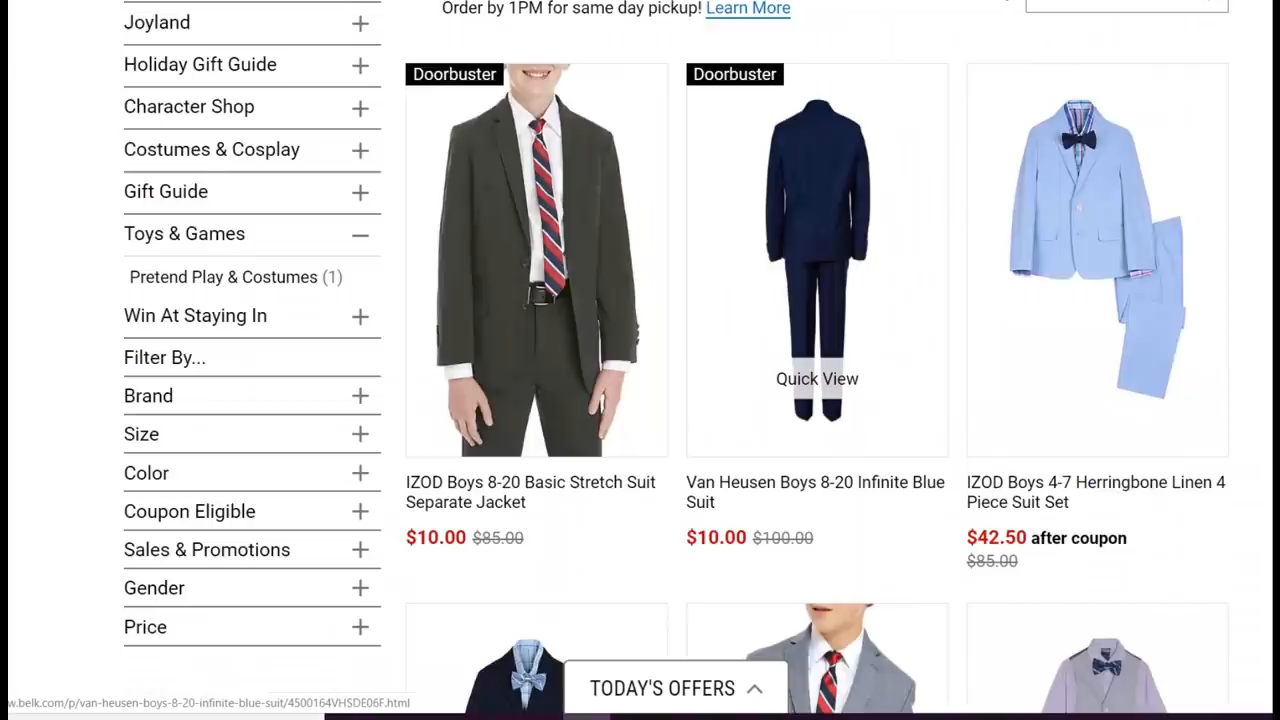 Order by 1PM for same day pickup! Learn More
Joyland
Holiday Gift Guide
Character Shop
Costumes & Cosplay
Gift Guide
Toys & Games
Pretend Play & Costumes (1)
Win At Staying In
Filter By...
Brand
Size
Color
Coupon Eligible
Sales & Promotions
Gender
Price
Doorbuster
Doorbuster
Quick View
IZOD Boys 8-20 Basic Stretch Suit
Separate Jacket
$10.00 $85.00
Van Heusen Boys 8-20 Infinite Blue
Suit
$10.00 $100.00
IZOD Boys 4-7 Herringbone Linen 4
Piece Suit Set
$42.50 after coupon
$85.00
TODAY'S OFFERS
w.belk.com/p/van-heusen-boys-8-20-infinite-blue-suit/4500164VHSDE06F.html